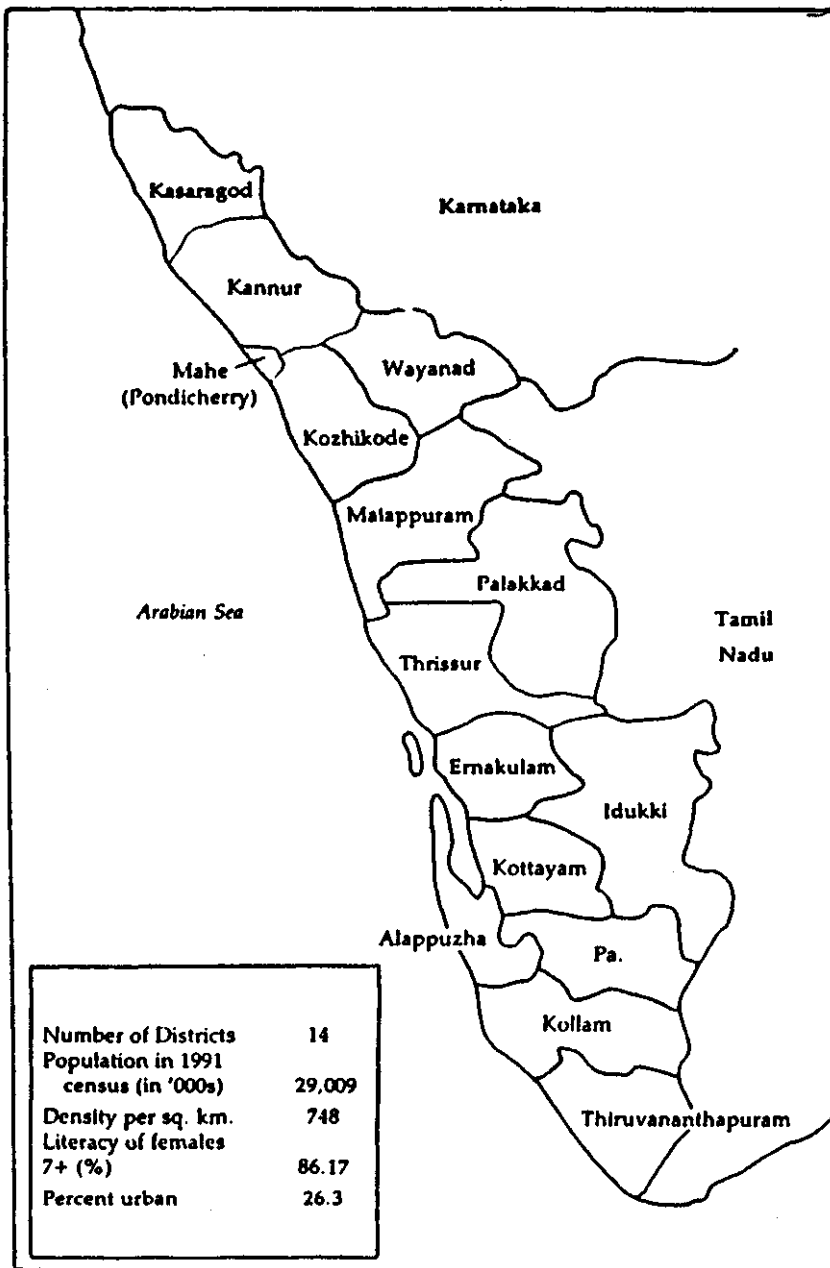 Kasaragod
Karnataka
Kannur
Mahe
(Pondicherry)
Wayanad
Kozhikode
Malappuram
Palakkad
Arabian Sea
Tamil
Nadu
Thrissur
Ernakulam
Idukki
Kottayam
Alappuzha
Pa.
Kollam
Thiruvananthapuram
Number of Districts 14
Population in 1991
census (in '000s) 29,009
Density per sq. km. 748
Literacy of females
7+ (%) 86.17
Percent urban 26.3